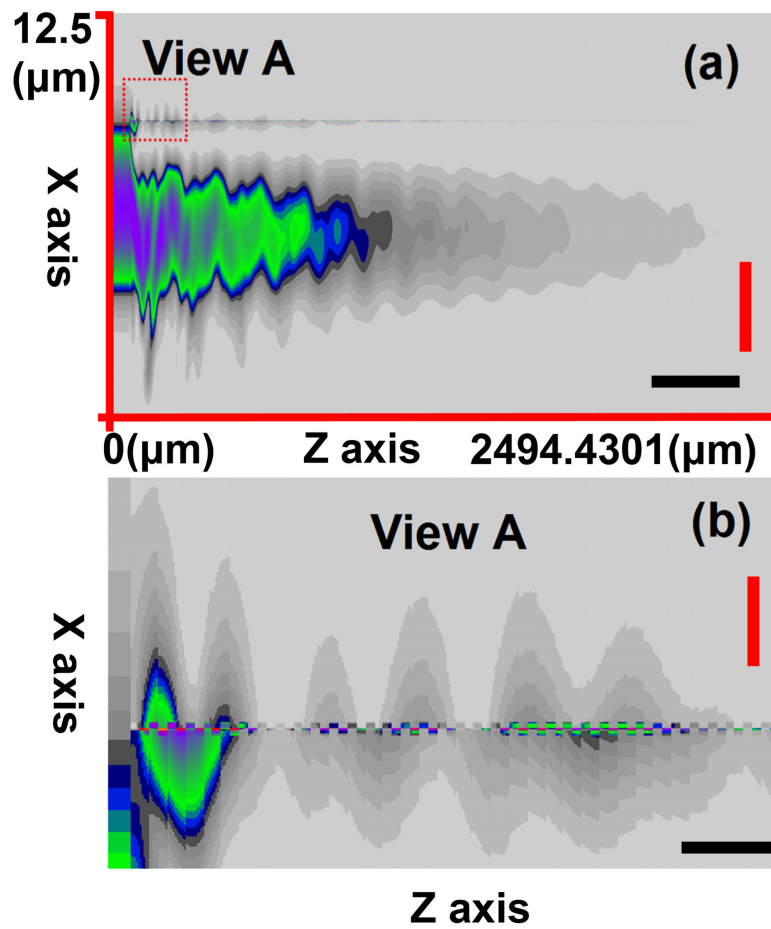 12.5
(μm)
View A
(a)
X axis
0(μm)
Z axis
2494.4301(μm)
View A
(b)
X axis
Z axis